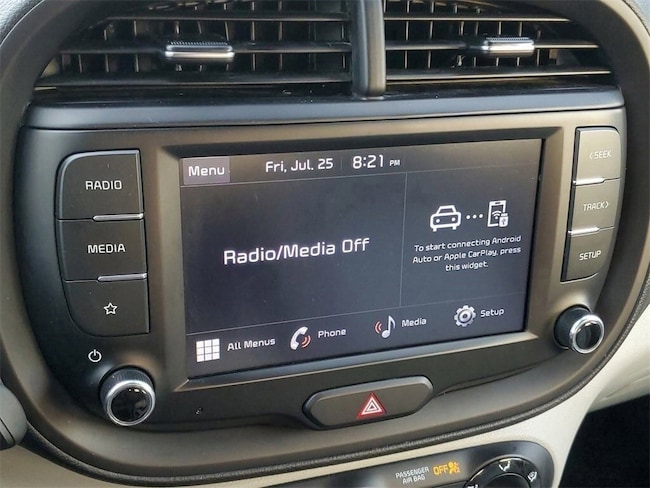 RADIO
MEDIA
Menu Fri, Jul. 25 8:21 PM
Radio/Media Off
To start connecting Android
Auto or Apple CarPlay, press
this widget.
All Menus Phone Media Setup
<SEEK
TRACK>
SETUP
PASSENGER
AIR BAG OFF